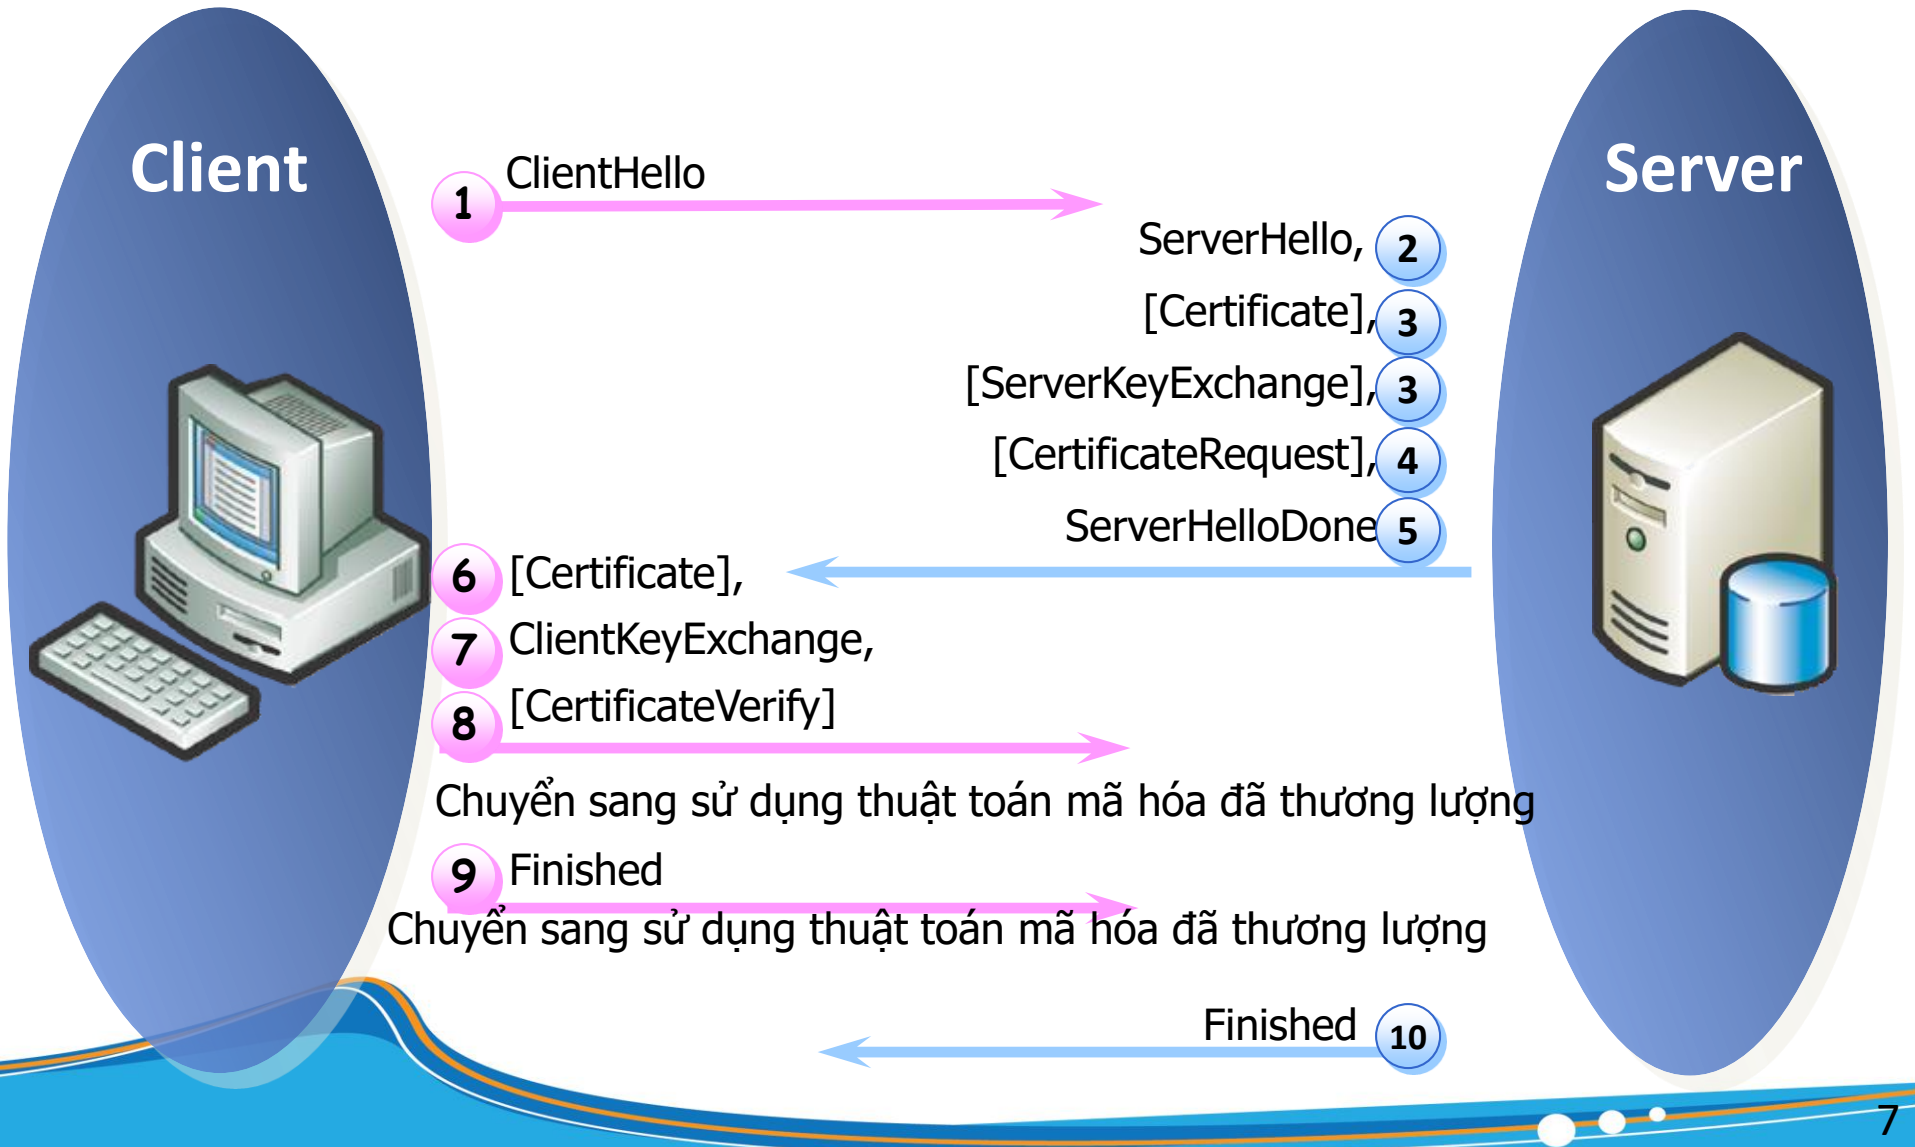 Client
Server
1 ClientHello
ServerHello, 2
[Certificate], 3
[ServerKeyExchange], 3
[CertificateRequest], 4
ServerHelloDone 5
6 [Certificate],
7 ClientKeyExchange,
8 [CertificateVerify]
Chuyển sang sử dụng thuật toán mã hóa đã thương lượng
9 Finished
Chuyển sang sử dụng thuật toán mã hóa đã thương lượng
Finished 10
7